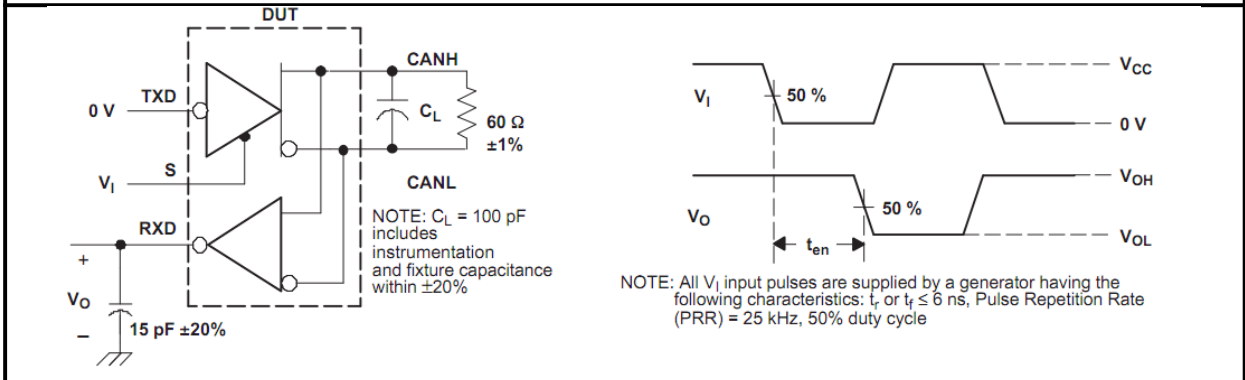 DUT
CANH
TXD
0 V
C_L
60 Ω
±1%
S
V_I
CANL
RXD
NOTE: C_L = 100 pF
includes
instrumentation
and fixture capacitance
within ±20%
+
V_O
–
15 pF ±20%
V_CC
V_I
50 %
0 V
V_OH
50 %
V_O
V_OL
t_en
NOTE: All V_I input pulses are supplied by a generator having the
following characteristics: t_r or t_f ≤ 6 ns, Pulse Repetition Rate
(PRR) = 25 kHz, 50% duty cycle